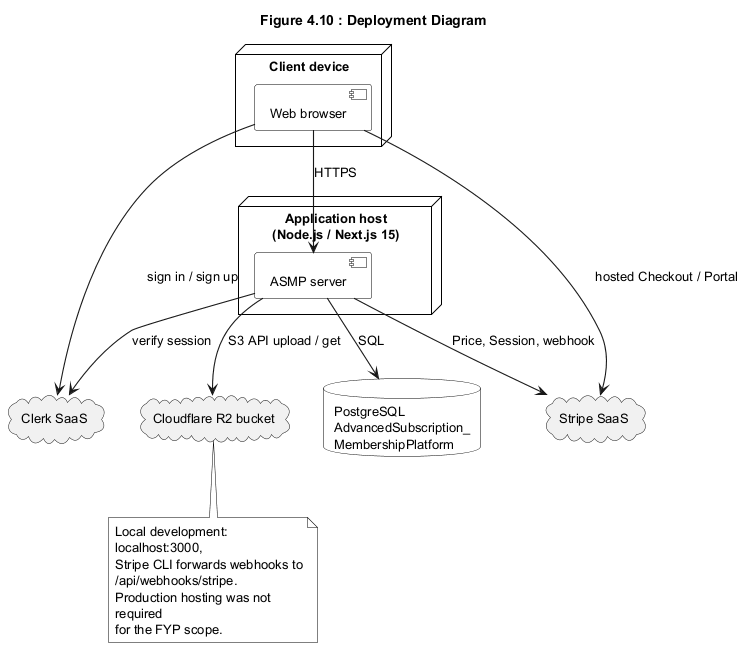 Figure 4.10 : Deployment Diagram
Client device
Web browser
HTTPS
Application host
(Node.js / Next.js 15)
ASMP server
sign in / sign up
hosted Checkout / Portal
verify session
S3 API upload / get
SQL
Price, Session, webhook
Clerk SaaS
Cloudflare R2 bucket
PostgreSQL
AdvancedSubscription_
MembershipPlatform
Stripe SaaS
Local development:
localhost:3000,
Stripe CLI forwards webhooks to
/api/webhooks/stripe.
Production hosting was not
required
for the FYP scope.